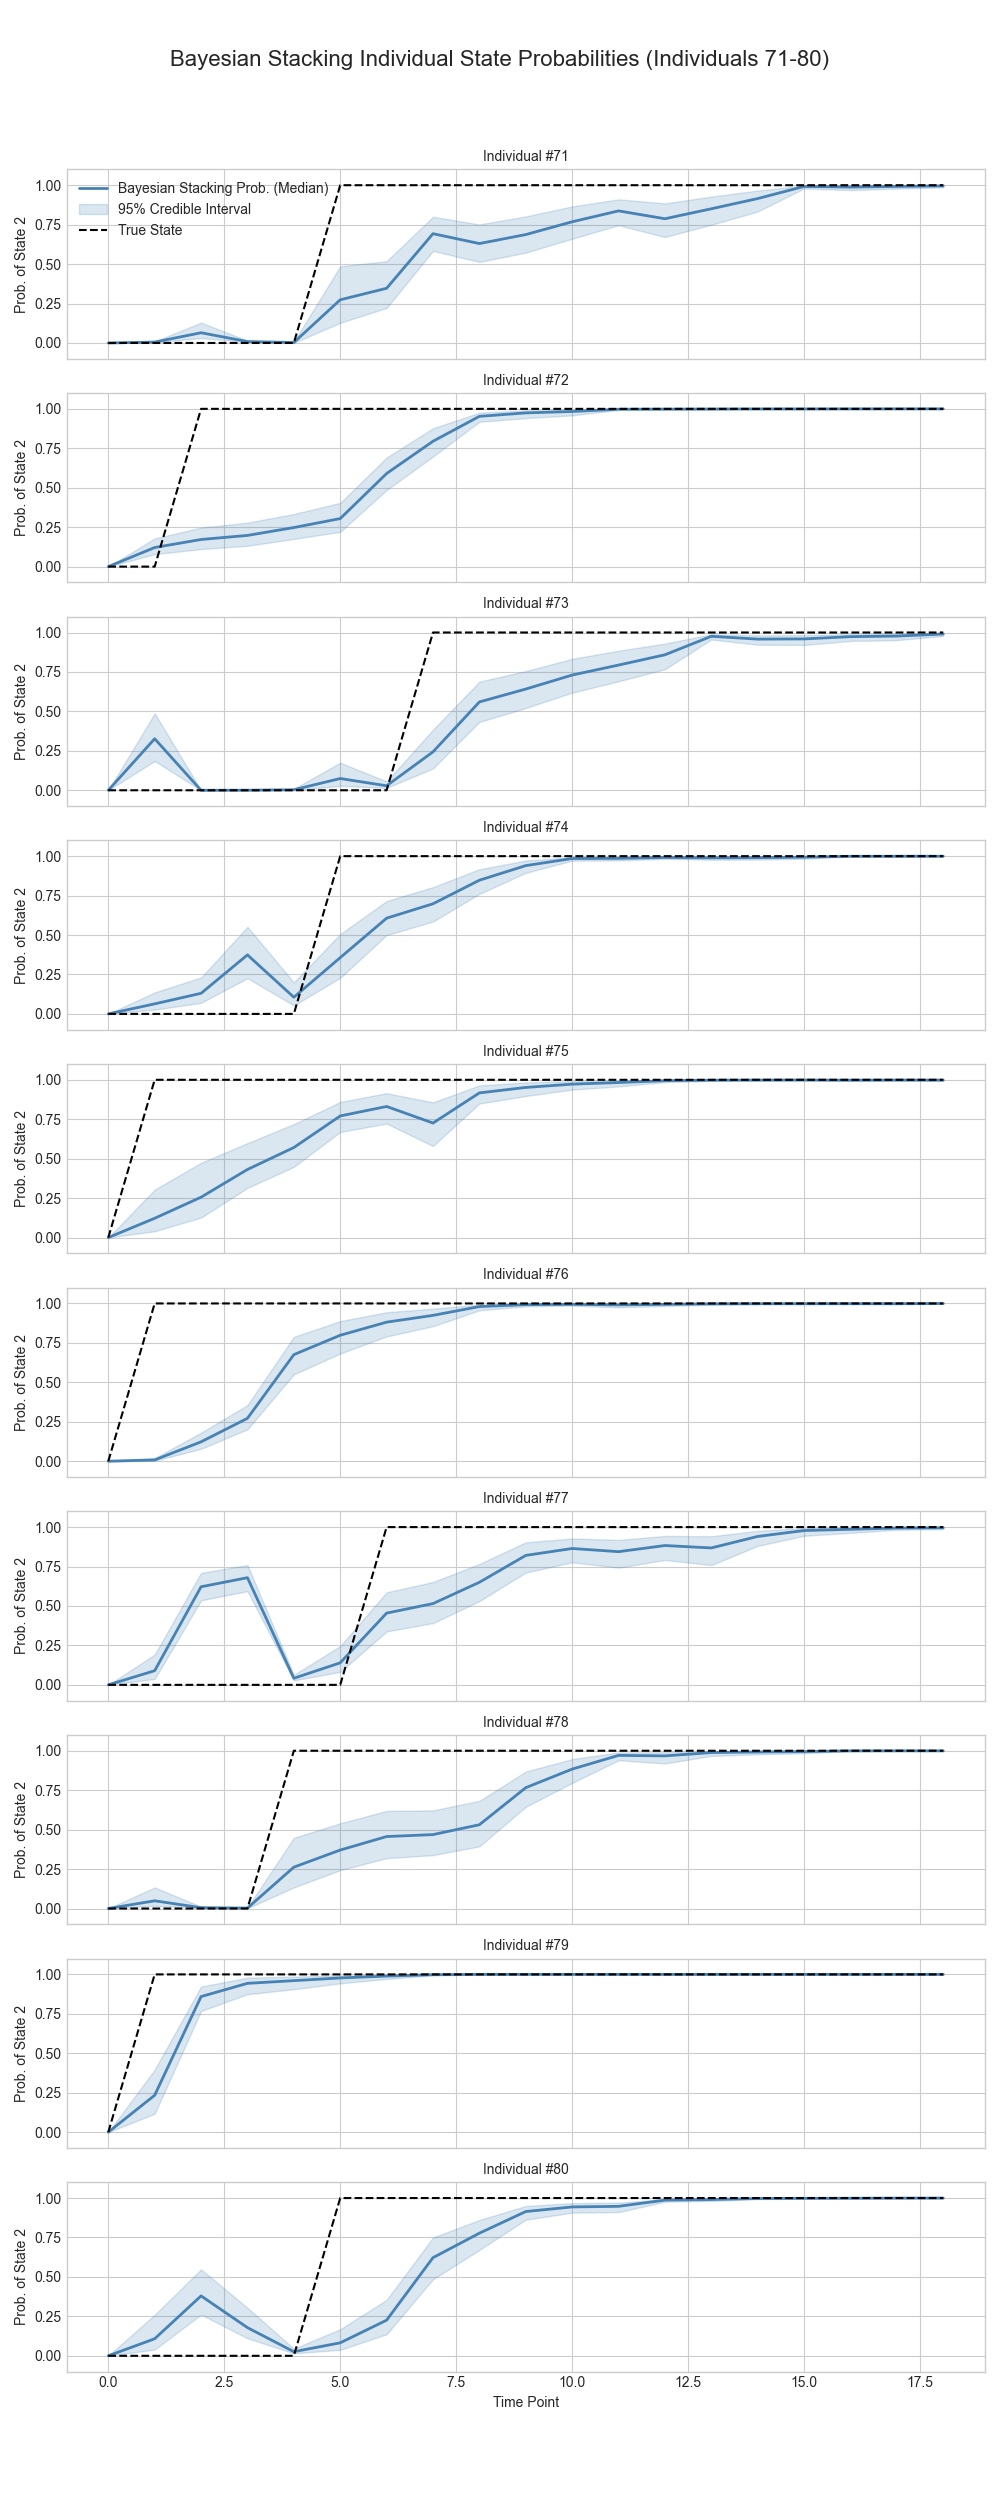 Bayesian Stacking Individual State Probabilities (Individuals 71-80)
Individual #71
Bayesian Stacking Prob. (Median)
95% Credible Interval
True State
1.00
0.75
0.50
0.25
0.00
Prob. of State 2
Individual #72
1.00
0.75
0.50
0.25
0.00
Prob. of State 2
Individual #73
1.00
0.75
0.50
0.25
0.00
Prob. of State 2
Individual #74
1.00
0.75
0.50
0.25
0.00
Prob. of State 2
Individual #75
1.00
0.75
0.50
0.25
0.00
Prob. of State 2
Individual #76
1.00
0.75
0.50
0.25
0.00
Prob. of State 2
Individual #77
1.00
0.75
0.50
0.25
0.00
Prob. of State 2
Individual #78
1.00
0.75
0.50
0.25
0.00
Prob. of State 2
Individual #79
1.00
0.75
0.50
0.25
0.00
Prob. of State 2
Individual #80
1.00
0.75
0.50
0.25
0.00
Prob. of State 2
0.0 2.5 5.0 7.5 10.0 12.5 15.0 17.5
Time Point